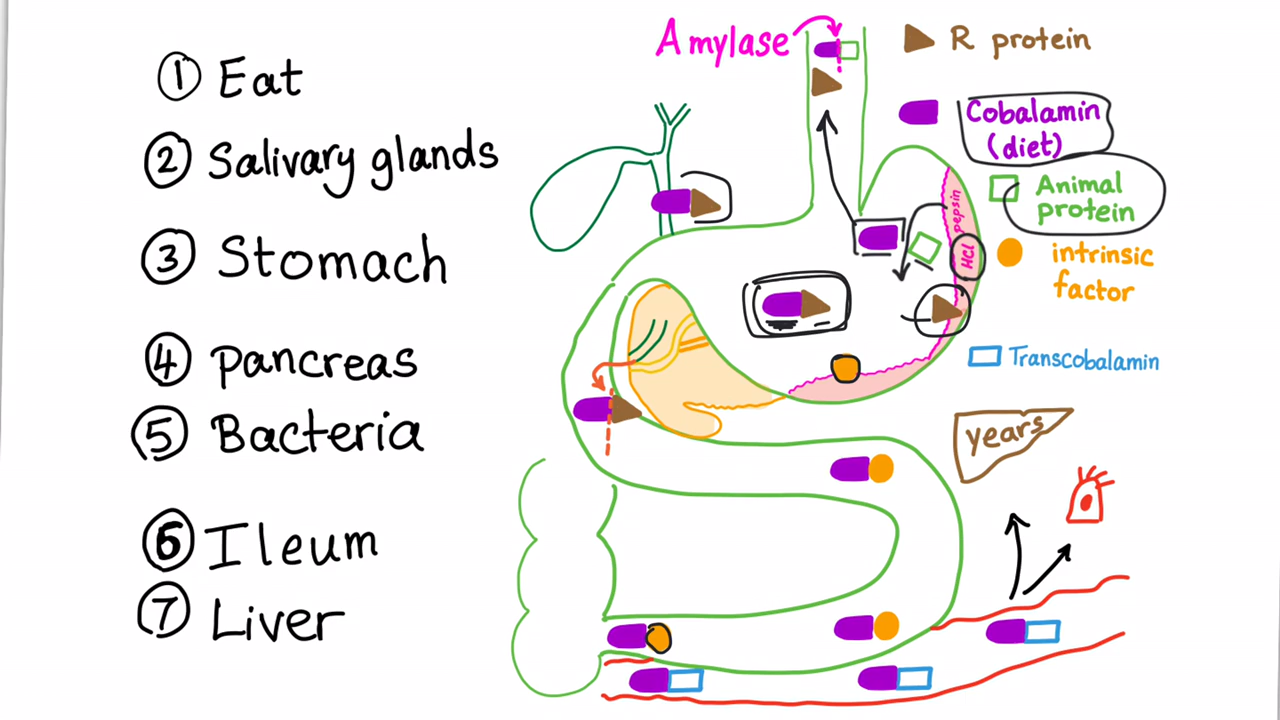 ① Eat
② Salivary glands
③ Stomach
④ Pancreas
⑤ Bacteria
⑥ Ileum
⑦ Liver
Amylase
R protein
Cobalamin
(diet)
Animal
protein
pepsin
HCl
intrinsic
factor
Transcobalamin
years